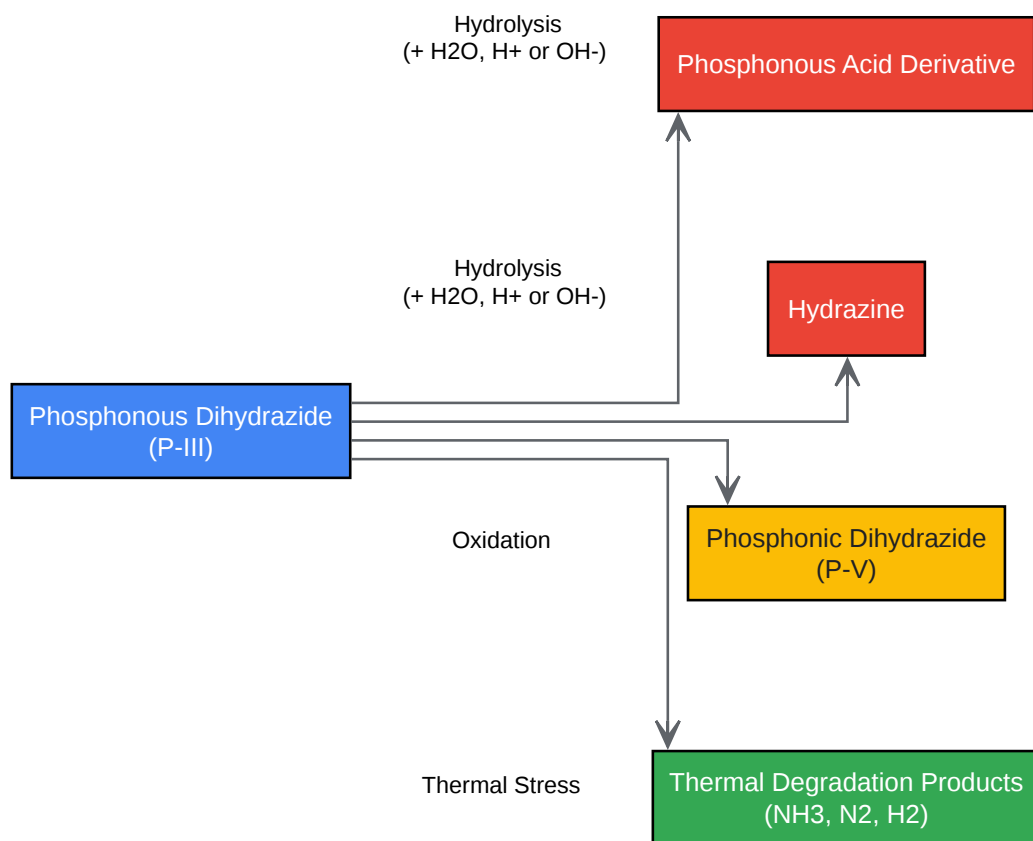 Hydrolysis
(+ H2O, H+ or OH-)
Phosphonous Acid Derivative
Hydrolysis
(+ H2O, H+ or OH-)
Hydrazine
Phosphonous Dihydrazide
(P-III)
Oxidation
Phosphonic Dihydrazide
(P-V)
Thermal Stress
Thermal Degradation Products
(NH3, N2, H2)